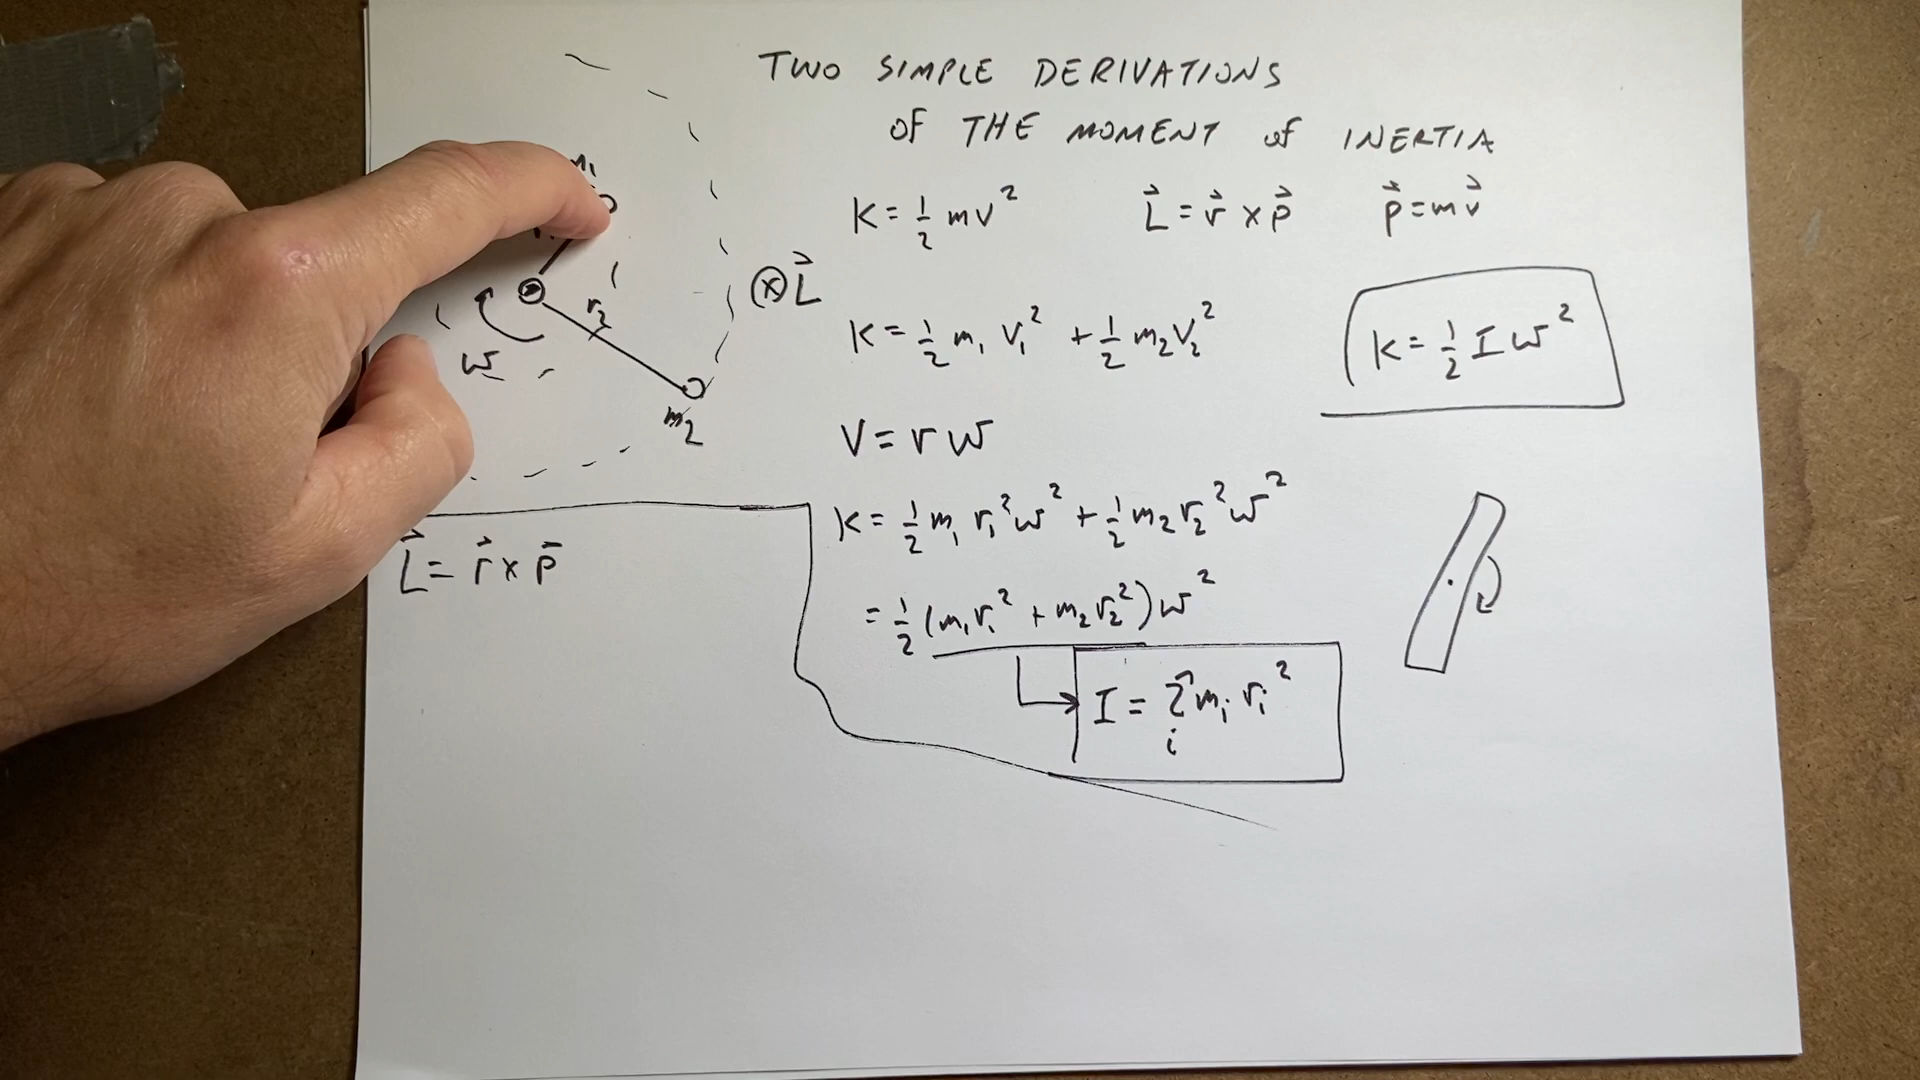 TWO SIMPLE DERIVATIONS
OF THE MOMENT OF INERTIA
K = 1/2 mv² L⃗ = r⃗ × p⃗ p⃗ = mv⃗
m₁
r₂
ω
m₂
⊗ L⃗
K = 1/2 m₁ v₁² + 1/2 m₂ v₂²
K = 1/2 I ω²
V = r ω
K = 1/2 m₁ r₁² ω² + 1/2 m₂ r₂² ω²
= 1/2 (m₁ r₁² + m₂ r₂²) ω²
I = Σᵢ mᵢ rᵢ²
L⃗ = r⃗ × p⃗